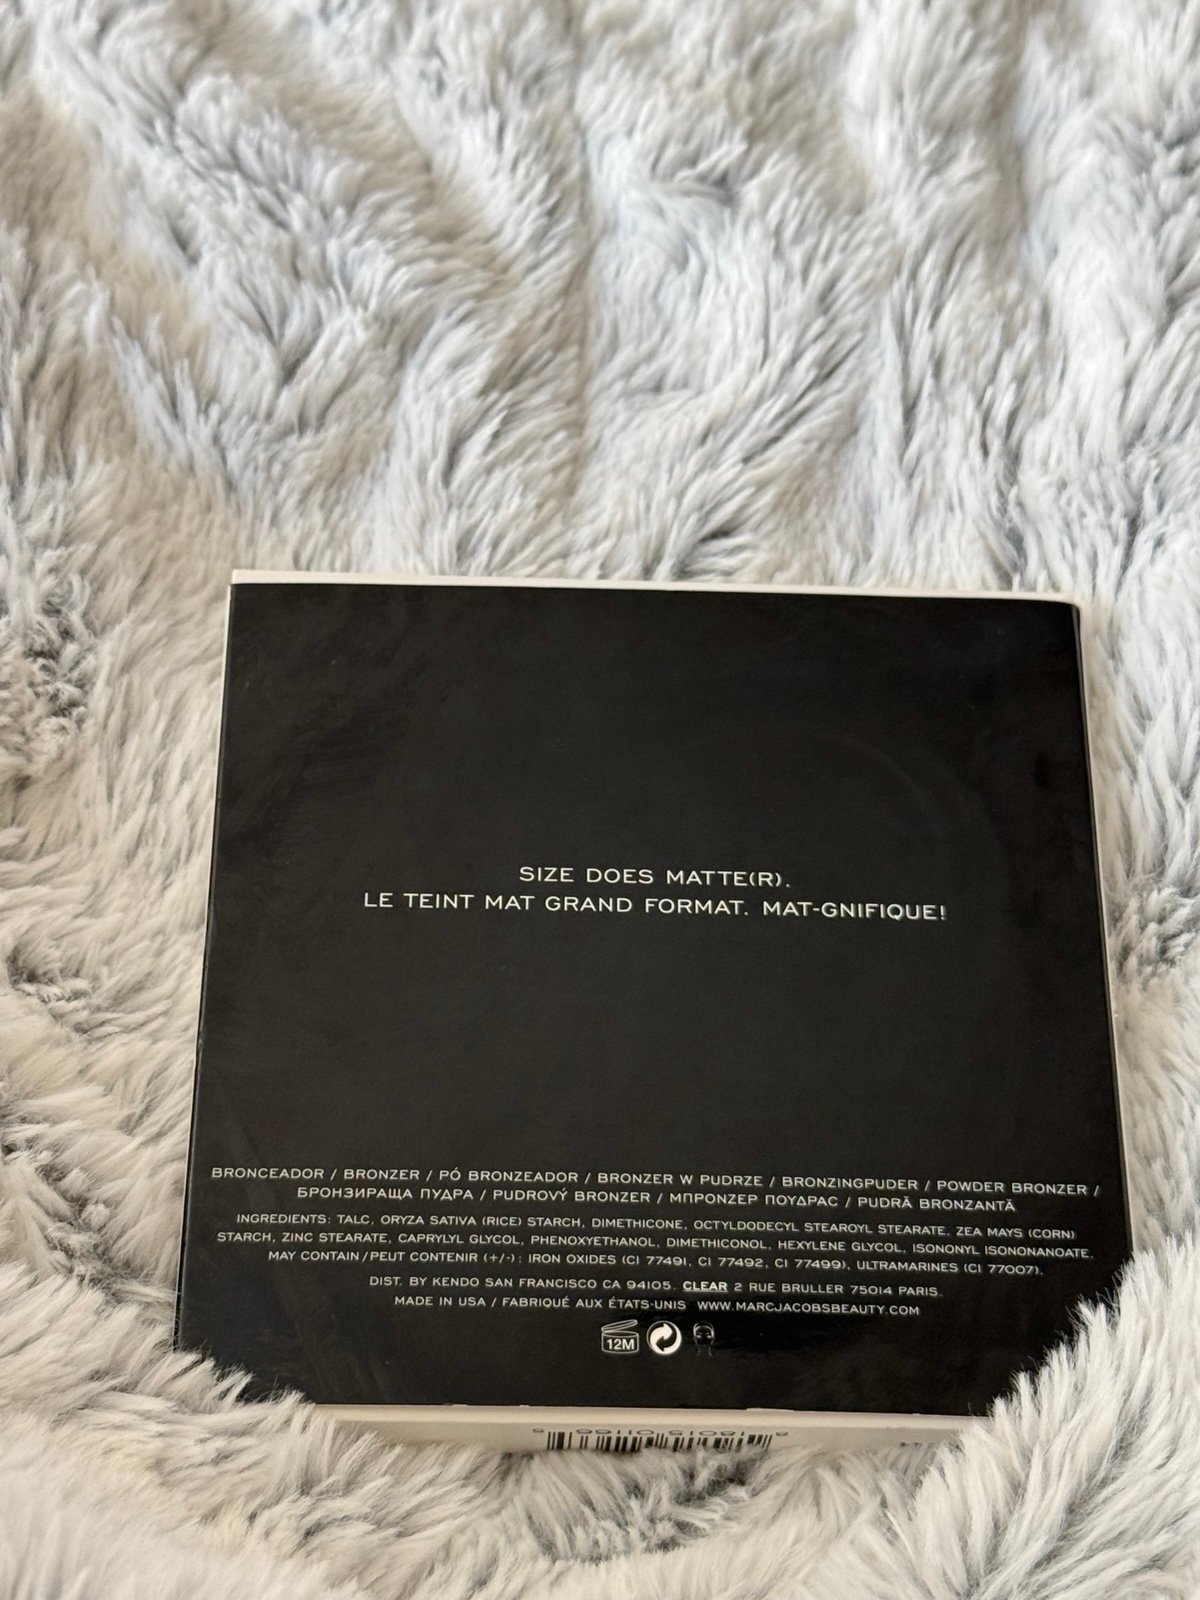 SIZE DOES MATTE(R).
LE TEINT MAT GRAND FORMAT. MAT-GNIFIQUE!
BRONCEADOR / BRONZER / PÓ BRONZEADOR / BRONZER W PUDRZE / BRONZINGPUDER / POWDER BRONZER /
БРОНЗИРАЩА ПУДРА / PUDROVÝ BRONZER / ΜΠΡΟΝΖΕΡ ΠΟΥΔΡΑΣ / PUDRĂ BRONZANTĂ
INGREDIENTS: TALC, ORYZA SATIVA (RICE) STARCH, DIMETHICONE, OCTYLDODECYL STEAROYL STEARATE, ZEA MAYS (CORN)
STARCH, ZINC STEARATE, CAPRYLYL GLYCOL, PHENOXYETHANOL, DIMETHICONOL, HEXYLENE GLYCOL, ISONONYL ISONONANOATE.
MAY CONTAIN/PEUT CONTENIR (+/-): IRON OXIDES (CI 77491, CI 77492, CI 77499), ULTRAMARINES (CI 77007).
DIST. BY KENDO SAN FRANCISCO CA 94105. CLEAR 2 RUE BRULLER 75014 PARIS.
MADE IN USA / FABRIQUÉ AUX ÉTATS-UNIS WWW.MARCJACOBSBEAUTY.COM
12M